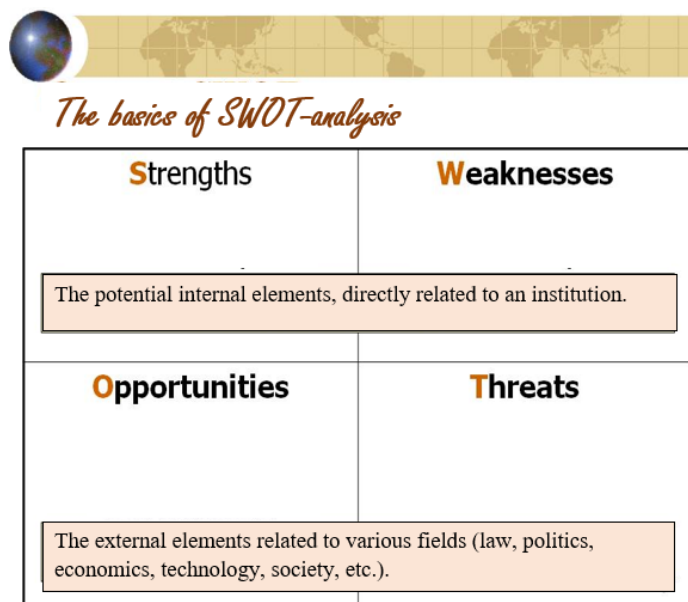 The basics of SWOT-analysis
Strengths
Weaknesses
The potential internal elements, directly related to an institution.
Opportunities
Threats
The external elements related to various fields (law, politics,
economics, technology, society, etc.).